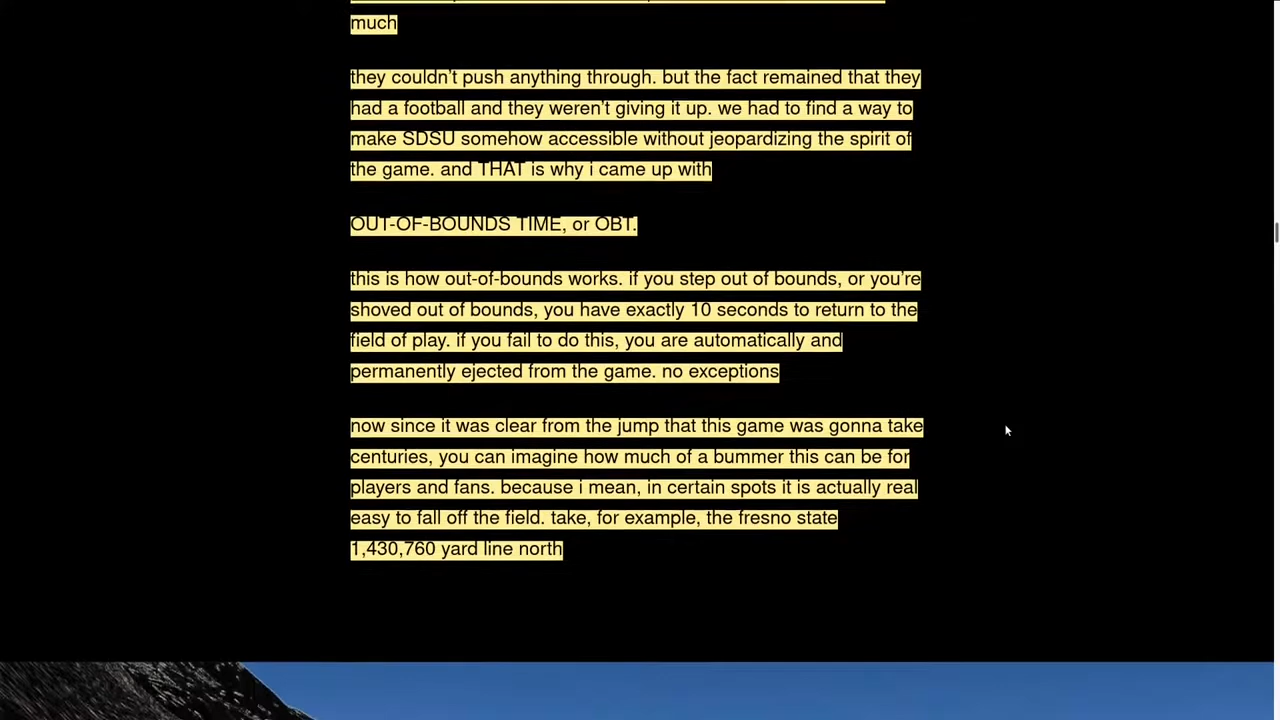 much
they couldn’t push anything through. but the fact remained that they
had a football and they weren’t giving it up. we had to find a way to
make SDSU somehow accessible without jeopardizing the spirit of
the game. and THAT is why i came up with
OUT-OF-BOUNDS TIME, or OBT.
this is how out-of-bounds works. if you step out of bounds, or you’re
shoved out of bounds, you have exactly 10 seconds to return to the
field of play. if you fail to do this, you are automatically and
permanently ejected from the game. no exceptions
now since it was clear from the jump that this game was gonna take
centuries, you can imagine how much of a bummer this can be for
players and fans. because i mean, in certain spots it is actually real
easy to fall off the field. take, for example, the fresno state
1,430,760 yard line north